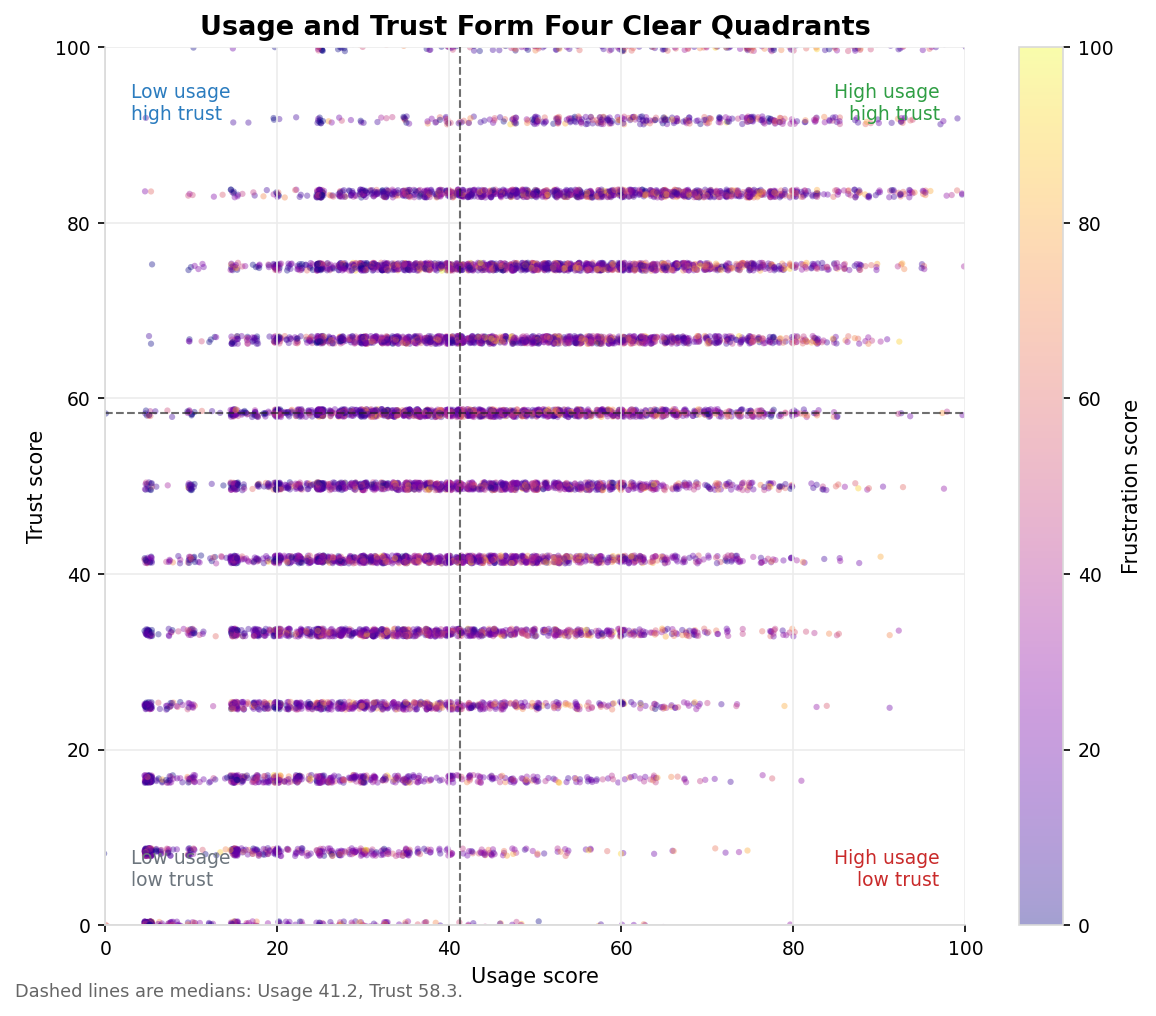 Usage and Trust Form Four Clear Quadrants
100
80
60
40
20
0
Trust score
Low usage
high trust
High usage
high trust
Low usage
low trust
High usage
low trust
0
20
40
60
80
100
Usage score
100
80
60
40
20
0
Frustration score
Dashed lines are medians: Usage 41.2, Trust 58.3.